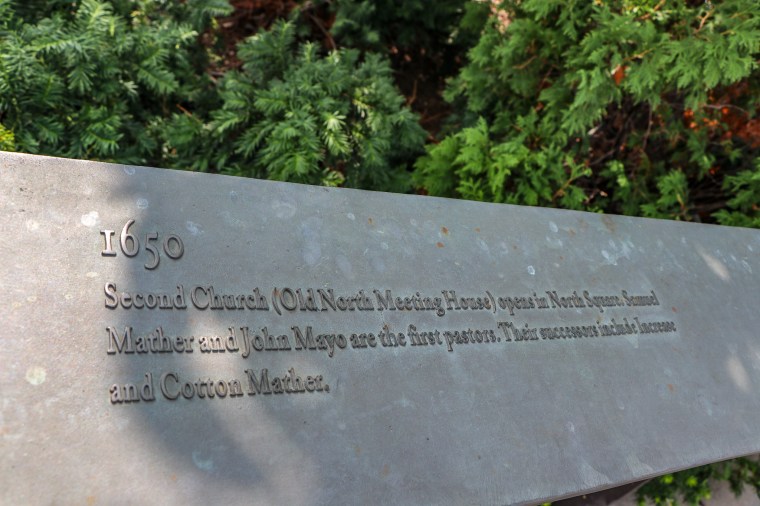 1650
Second Church (Old North Meeting House) opens in North Square. Samuel
Mather and John Mayo are the first pastors. Their successors include Increase
and Cotton Mather.